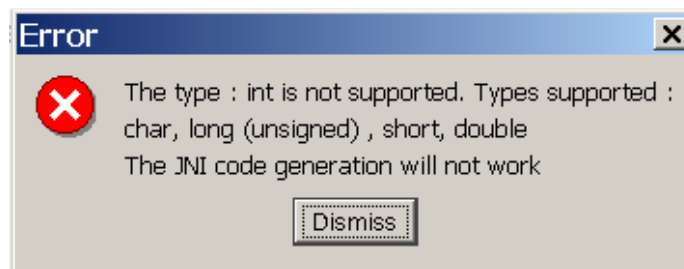 Error
The type : int is not supported. Types supported :
char, long (unsigned) , short, double
The JNI code generation will not work
Dismiss